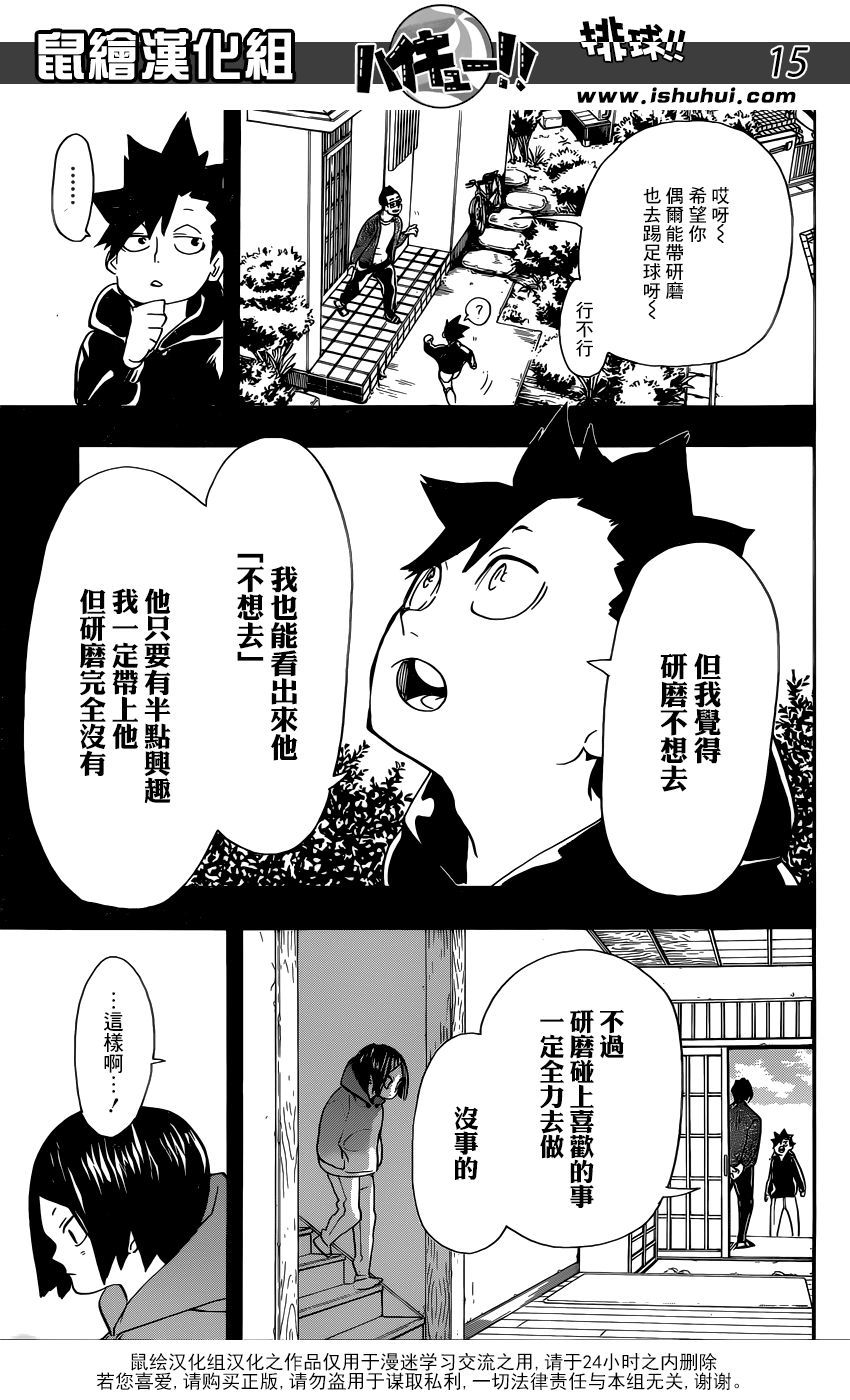 鼠繪漢化組
ハイキュー!!
排球!!
15
www.ishuhui.com
哎呀~
希望你
偶爾能帶研磨
也去踢足球呀~
行不行
?
……
但我覺得
研磨不想去
我也能看出來他
「不想去」
他只要有半點興趣
我一定帶上他
但研磨完全沒有
不過
研磨碰上喜歡的事
一定全力去做
沒事的
…這樣啊…!
鼠绘汉化组汉化之作品仅用于漫迷学习交流之用, 请于24小时之内删除
若您喜爱, 请购买正版, 请勿盗用于谋取私利, 一切法律责任与本组无关, 谢谢。